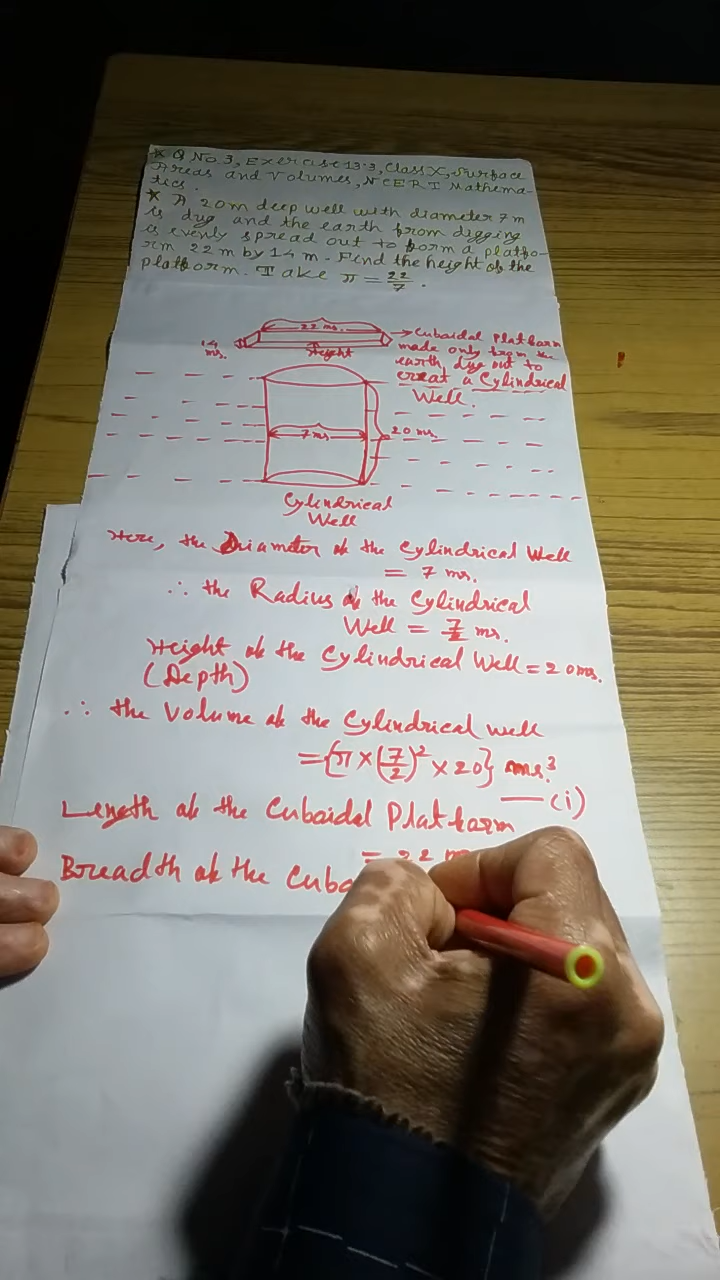 * Q No. 3, Exercise 13.3, Class X, Surface
Areas and Volumes, NCERT Mathema-
tics.
* A 20m deep well with diameter 7 m
is dug and the earth from digging
is evenly spread out to form a platfo-
rm 22 m by 14 m. Find the height of the
platform. Take π = 22/7.
22 ms.
14
ms.
Height
→ Cuboidal Platform
made only from the
earth dug out to
creat a Cylindrical
Well.
7 ms
20 ms.
Cylindrical
Well
Here, the Diameter of the Cylindrical Well
= 7 ms.
∴ the Radius of the Cylindrical
Well = 7/2 ms.
Height of the Cylindrical Well = 20 ms.
(Depth)
∴ the Volume of the Cylindrical well
= {π × (7/2)² × 20} ms.³
—(i)
Length of the Cuboidal Platform
= 22 m
Breadth of the Cubo